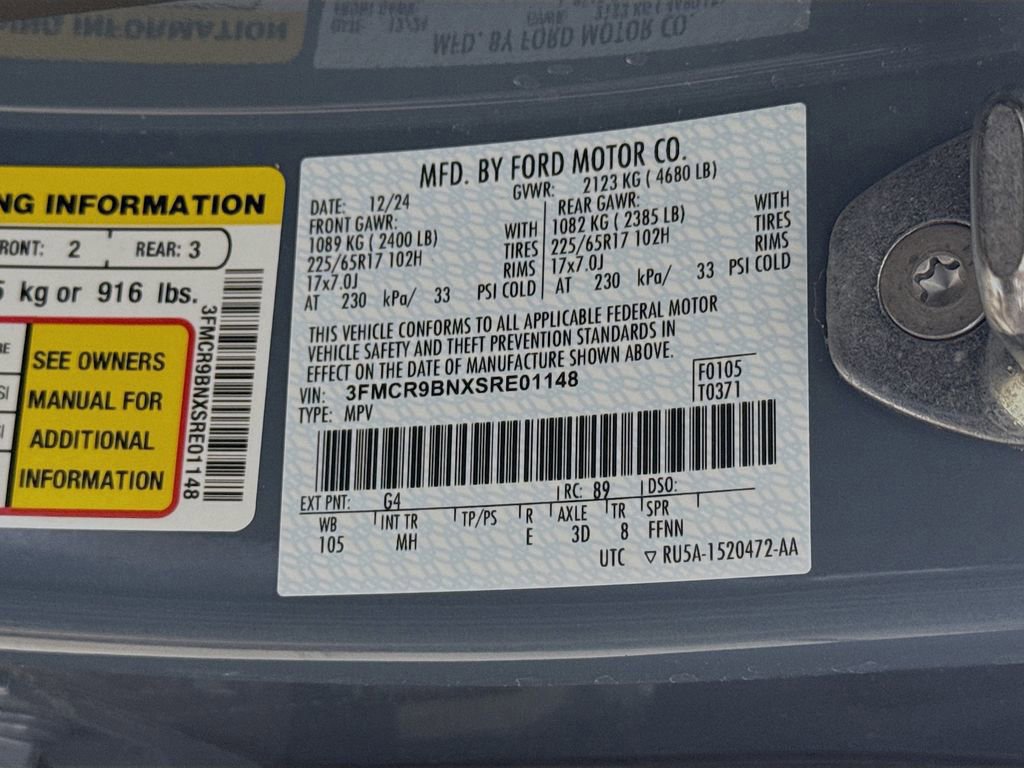 NG INFORMATION
FRONT: 2 REAR: 3
5 kg or 916 lbs.
SEE OWNERS
MANUAL FOR
ADDITIONAL
INFORMATION
3FMCR9BNXSRE01148
MFD. BY FORD MOTOR CO.
DATE: 12/24 GVWR: 2123 KG ( 4680 LB)
FRONT GAWR: REAR GAWR:
1089 KG ( 2400 LB) WITH 1082 KG ( 2385 LB) WITH
225/65R17 102H TIRES 225/65R17 102H TIRES
17x7.0J RIMS 17x7.0J RIMS
AT 230 kPa/ 33 PSI COLD AT 230 kPa/ 33 PSI COLD
THIS VEHICLE CONFORMS TO ALL APPLICABLE FEDERAL MOTOR
VEHICLE SAFETY AND THEFT PREVENTION STANDARDS IN
EFFECT ON THE DATE OF MANUFACTURE SHOWN ABOVE.
VIN: 3FMCR9BNXSRE01148 F0105
TYPE: MPV T0371
EXT PNT: G4 RC: 89 DSO:
WB INT TR TP/PS R AXLE TR SPR
105 MH E 3D 8 FFNN
UTC ▽ RU5A-1520472-AA